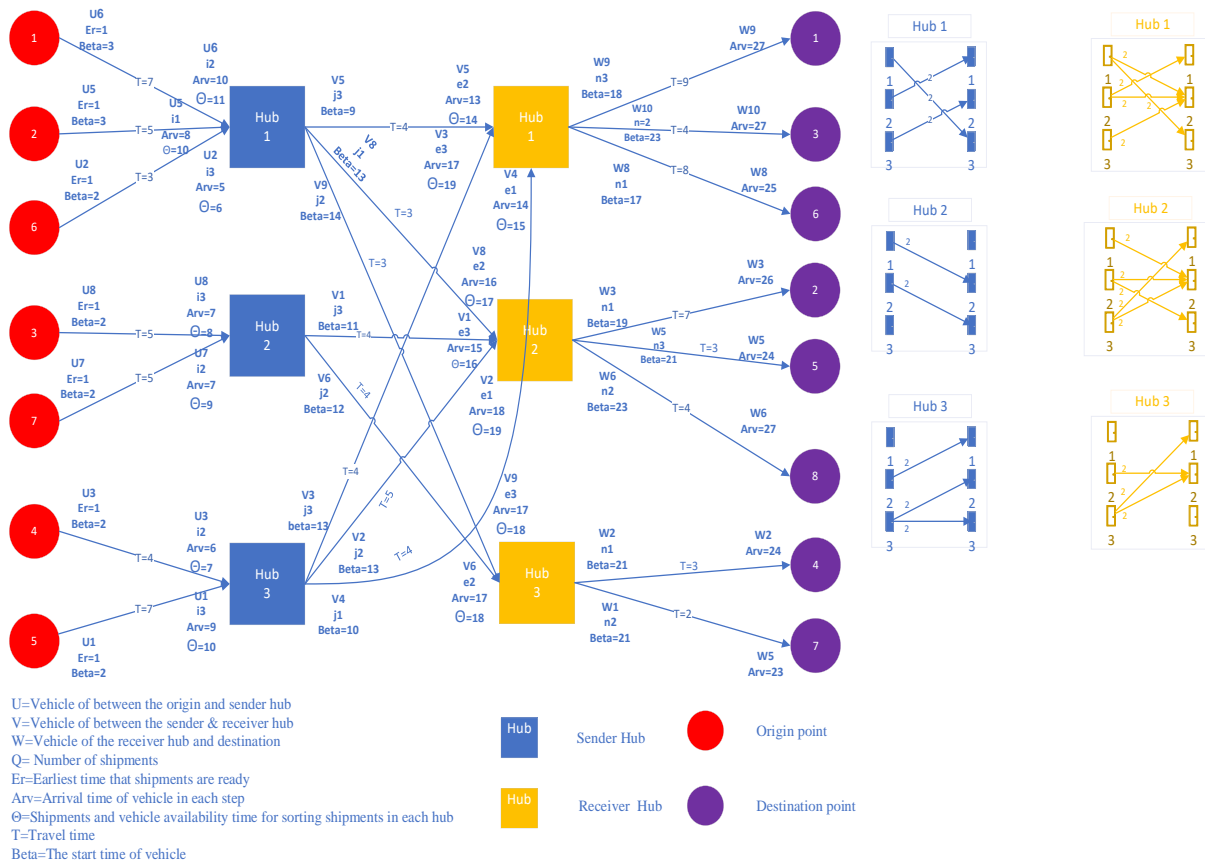 1
U6
Er=1
Beta=3
T=7
U6
i2
Arv=10
Θ=11
2
U5
Er=1
Beta=3
T=5
U5
i1
Arv=8
Θ=10
6
U2
Er=1
Beta=2
T=3
U2
i3
Arv=5
Θ=6
Hub
1
V5
j3
Beta=9
T=4
V8
j1
Beta=13
T=3
V9
j2
Beta=14
T=3
V5
e2
Arv=13
Θ=14
V3
e3
Arv=17
Θ=19
V4
e1
Arv=14
Θ=15
Hub
1
W9
n3
Beta=18
T=9
W9
Arv=27
1
W10
n=2
Beta=23
T=4
W10
Arv=27
3
W8
n1
Beta=17
T=8
W8
Arv=25
6
3
U8
Er=1
Beta=2
T=5
U8
i3
Arv=7
Θ=8
7
U7
Er=1
Beta=2
T=5
U7
i2
Arv=7
Θ=9
Hub
2
V1
j3
Beta=11
T=4
V6
j2
Beta=12
T=4
V8
e2
Arv=16
Θ=17
V1
e3
Arv=15
Θ=16
V2
e1
Arv=18
Θ=19
Hub
2
W3
n1
Beta=19
T=7
W3
Arv=26
2
W5
n3
Beta=21
T=3
W5
Arv=24
5
W6
n2
Beta=23
T=4
W6
Arv=27
8
4
U3
Er=1
Beta=2
T=4
U3
i2
Arv=6
Θ=7
5
U1
Er=1
Beta=2
T=7
U1
i3
Arv=9
Θ=10
Hub
3
V3
j3
beta=13
T=4
V2
j2
Beta=13
T=5
V4
j1
Beta=10
T=4
V9
e3
Arv=17
Θ=18
V6
e2
Arv=17
Θ=18
Hub
3
W2
n1
Beta=21
T=3
W2
Arv=24
4
W1
n2
Beta=21
T=2
W5
Arv=23
7
Hub 1
1
1
2
2
3
3
2
2
2
Hub 1
1
1
2
2
3
3
2
2
2
2
2
2
Hub 2
1
1
2
2
3
3
2
2
Hub 2
1
1
2
2
3
3
2
2
2
2
2
Hub 3
1
1
2
2
3
3
2
2
2
Hub 3
1
1
2
2
3
3
2
2
2
U=Vehicle of between the origin and sender hub
V=Vehicle of between the sender & receiver hub
W=Vehicle of the receiver hub and destination
Q= Number of shipments
Er=Earliest time that shipments are ready
Arv=Arrival time of vehicle in each step
Θ=Shipments and vehicle availability time for sorting shipments in each hub
T=Travel time
Beta=The start time of vehicle
Hub
Sender Hub
Origin point
Hub
Receiver Hub
Destination point